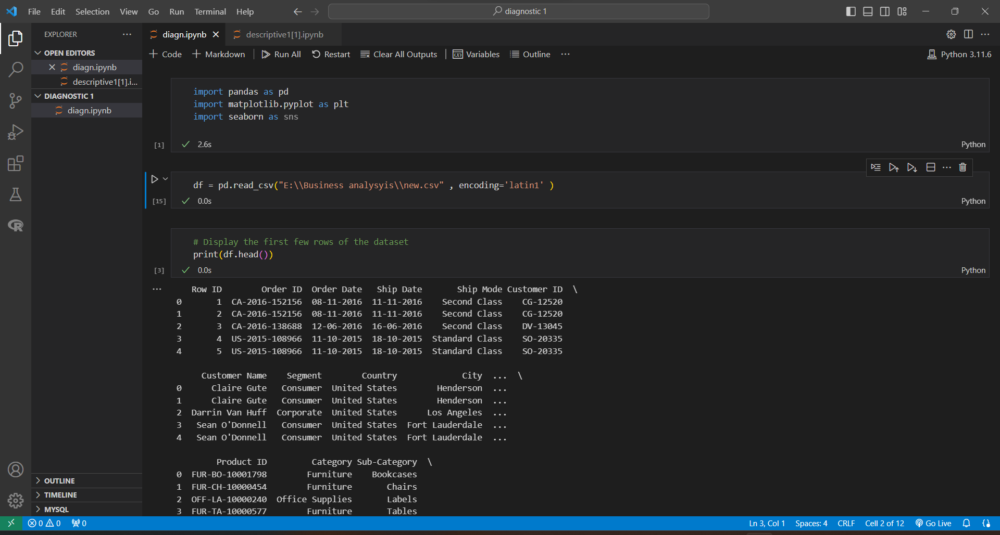 File Edit Selection View Go Run Terminal Help diagnostic 1
EXPLORER
diagn.ipynb descriptive1[1].ipynb
OPEN EDITORS
Code Markdown Run All Restart Clear All Outputs Variables Outline Python 3.11.6
diagn.ipynb
descriptive1[1].i...
DIAGNOSTIC 1
diagn.ipynb
import pandas as pd
import matplotlib.pyplot as plt
import seaborn as sns
[1] 2.6s Python
df = pd.read_csv("E:\\Business analysyis\\new.csv" , encoding='latin1' )
[15] 0.0s Python
# Display the first few rows of the dataset
print(df.head())
[3] 0.0s Python
Row ID Order ID Order Date Ship Date Ship Mode Customer ID \
0 1 CA-2016-152156 08-11-2016 11-11-2016 Second Class CG-12520
1 2 CA-2016-152156 08-11-2016 11-11-2016 Second Class CG-12520
2 3 CA-2016-138688 12-06-2016 16-06-2016 Second Class DV-13045
3 4 US-2015-108966 11-10-2015 18-10-2015 Standard Class SO-20335
4 5 US-2015-108966 11-10-2015 18-10-2015 Standard Class SO-20335
Customer Name Segment Country City ... \
0 Claire Gute Consumer United States Henderson ...
1 Claire Gute Consumer United States Henderson ...
2 Darrin Van Huff Corporate United States Los Angeles ...
3 Sean O'Donnell Consumer United States Fort Lauderdale ...
4 Sean O'Donnell Consumer United States Fort Lauderdale ...
Product ID Category Sub-Category \
0 FUR-BO-10001798 Furniture Bookcases
1 FUR-CH-10000454 Furniture Chairs
2 OFF-LA-10000240 Office Supplies Labels
3 FUR-TA-10000577 Furniture Tables
OUTLINE
TIMELINE
MYSQL
0 0 0 Ln 3, Col 1 Spaces: 4 CRLF Cell 2 of 12 Go Live